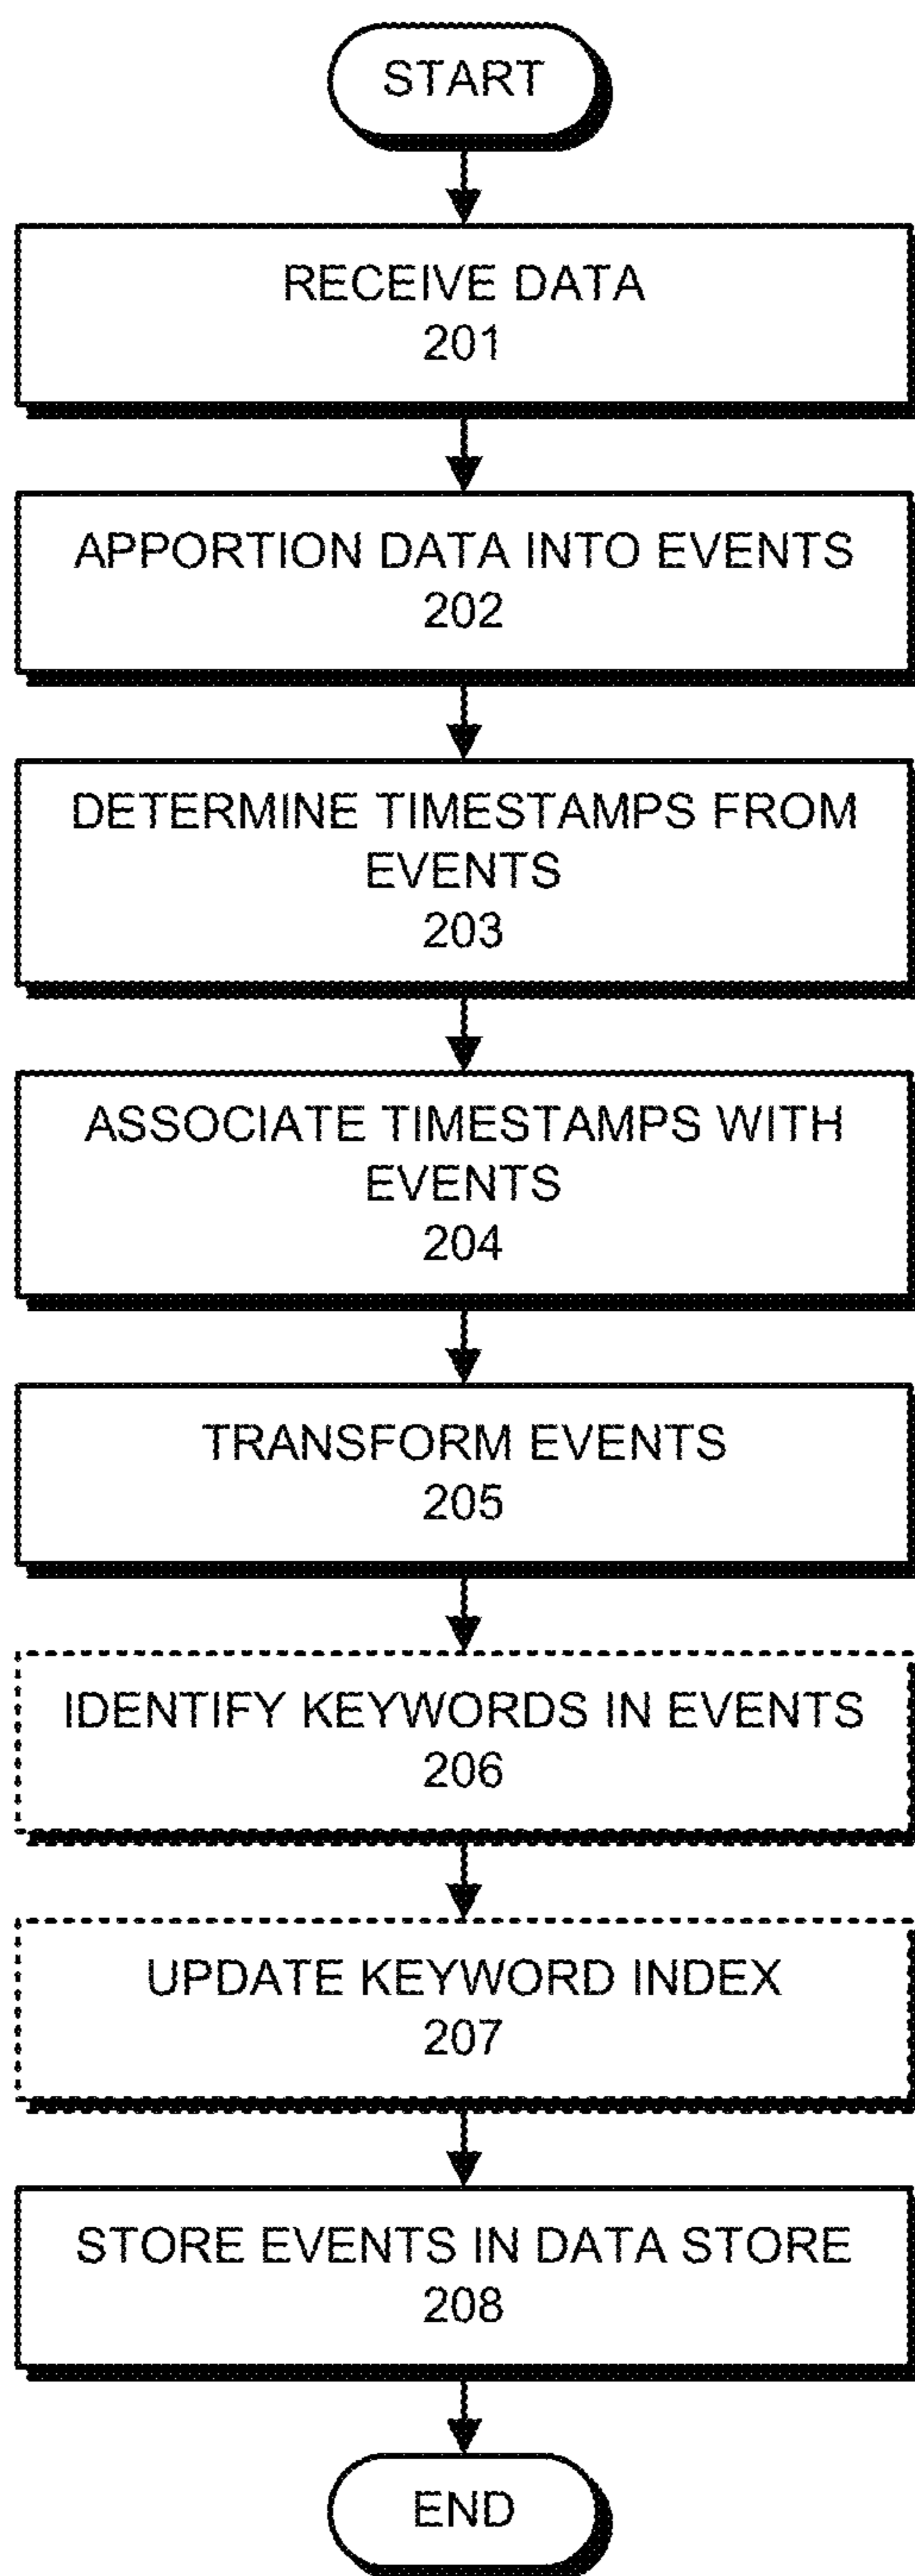 START
RECEIVE DATA
201
APPORTION DATA INTO EVENTS
202
DETERMINE TIMESTAMPS FROM
EVENTS
203
ASSOCIATE TIMESTAMPS WITH
EVENTS
204
TRANSFORM EVENTS
205
IDENTIFY KEYWORDS IN EVENTS
206
UPDATE KEYWORD INDEX
207
STORE EVENTS IN DATA STORE
208
END